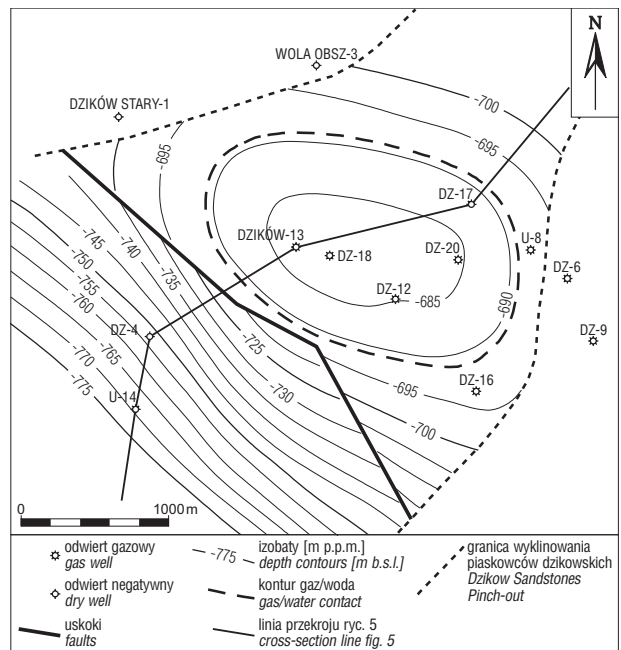 N
WOLA OBSZ-3
DZIKÓW STARY-1
-700
-695
-695
DZ-17
DZIKÓW-13
DZ-18
DZ-20
U-8
DZ-6
DZ-12
-685
-690
DZ-9
-745
-740
-750
-735
-755
-760
DZ-4
-725
-770
-765
-730
-775
U-14
DZ-16
-695
-700
0 1000 m
odwiert gazowy
gas well
odwiert negatywny
dry well
uskoki
faults
-775 izobaty [m p.p.m.]
depth contours [m b.s.l.]
kontur gaz/woda
gas/water contact
linia przekroju ryc. 5
cross-section line fig. 5
granica wyklinowania
piaskowców dzikowskich
Dzikow Sandstones
Pinch-out